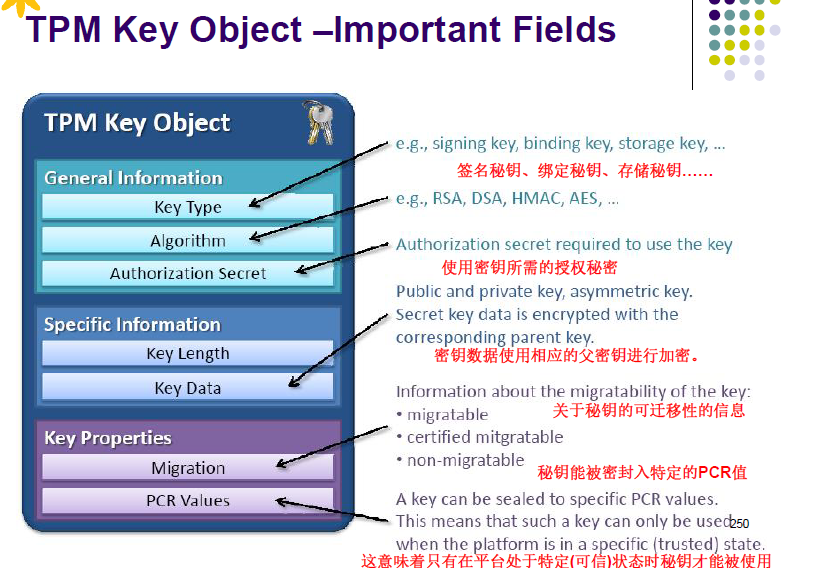 TPM Key Object –Important Fields
TPM Key Object
General Information
Key Type
Algorithm
Authorization Secret
Specific Information
Key Length
Key Data
Key Properties
Migration
PCR Values
e.g., signing key, binding key, storage key, ...
签名秘钥、绑定秘钥、存储秘钥……
e.g., RSA, DSA, HMAC, AES, ...
Authorization secret required to use the key
使用密钥所需的授权秘密
Public and private key, asymmetric key.
Secret key data is encrypted with the
corresponding parent key.
密钥数据使用相应的父密钥进行加密。
Information about the migratability of the key:
• migratable
关于秘钥的可迁移性的信息
• certified mitgratable
• non-migratable
秘钥能被密封入特定的PCR值
A key can be sealed to specific PCR values.
This means that such a key can only be used
250
when the platform is in a specific (trusted) state.
这意味着只有在平台处于特定(可信)状态时秘钥才能被使用